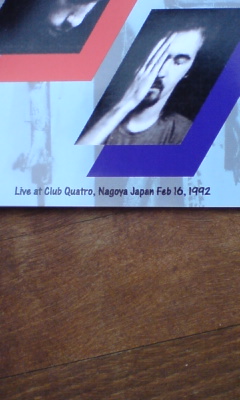 Live at Club Quatro, Nagoya Japan Feb 16, 1992